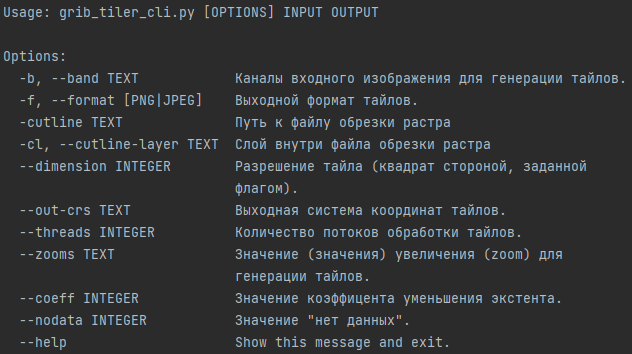 Usage: grib_tiler_cli.py [OPTIONS] INPUT OUTPUT
Options:
-b, --band TEXT Каналы входного изображения для генерации тайлов.
-f, --format [PNG|JPEG] Выходной формат тайлов.
-cutline TEXT Путь к файлу обрезки растра
-cl, --cutline-layer TEXT Слой внутри файла обрезки растра
--dimension INTEGER Разрешение тайла (квадрат стороной, заданной
флагом).
--out-crs TEXT Выходная система координат тайлов.
--threads INTEGER Количество потоков обработки тайлов.
--zooms TEXT Значение (значения) увеличения (zoom) для
генерации тайлов.
--coeff INTEGER Значение коэффицента уменьшения экстента.
--nodata INTEGER Значение "нет данных".
--help Show this message and exit.